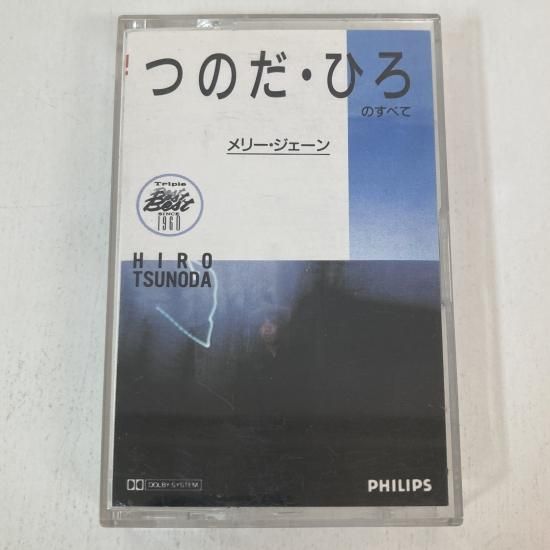 つのだ・ひろ
のすべて
メリー・ジェーン
Triple
Best
SINCE
1960
HIRO
TSUNODA
DOLBY SYSTEM
PHILIPS